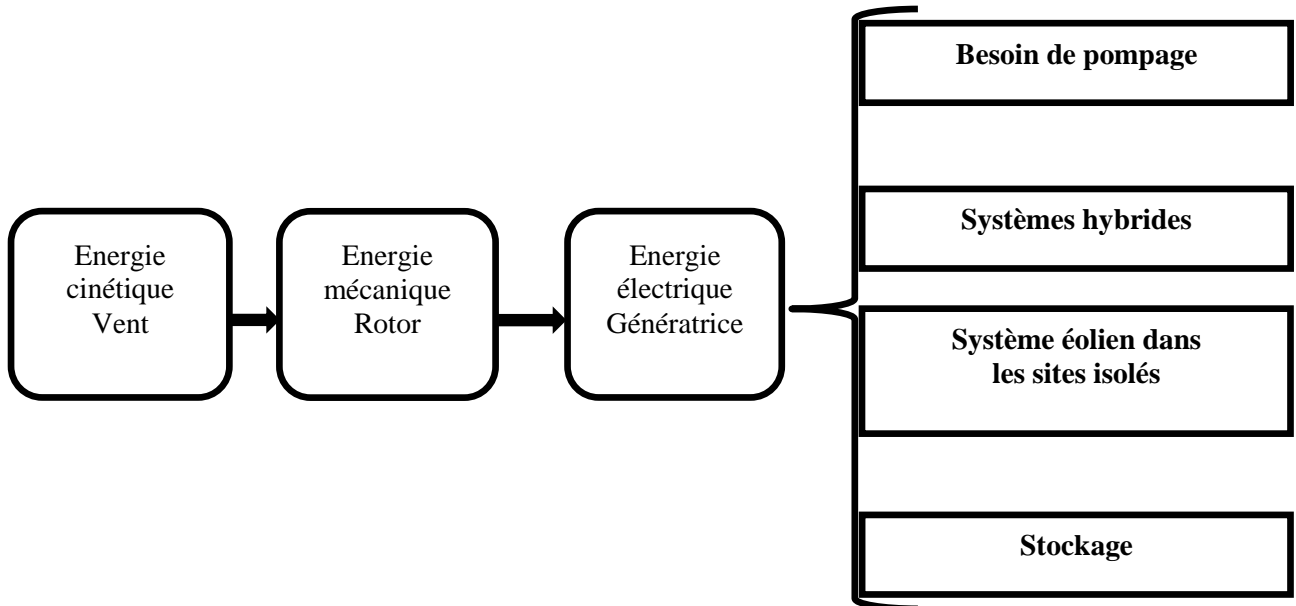 Energie
cinétique
Vent
Energie
mécanique
Rotor
Energie
électrique
Génératrice
Besoin de pompage
Systèmes hybrides
Système éolien dans
les sites isolés
Stockage